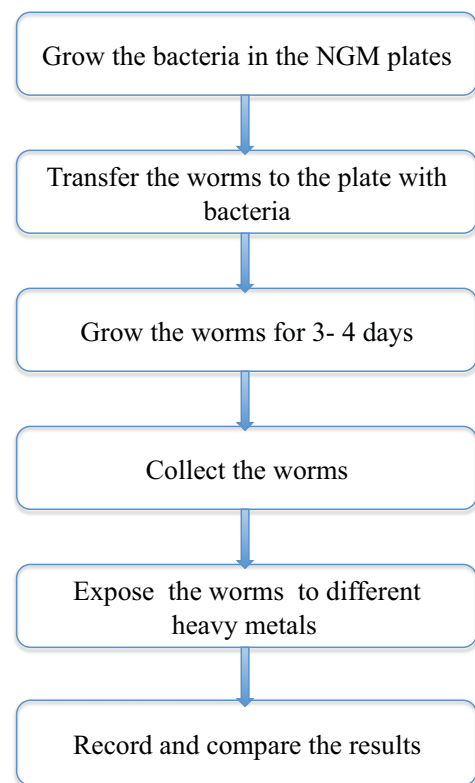 Grow the bacteria in the NGM plates
Transfer the worms to the plate with
bacteria
Grow the worms for 3- 4 days
Collect the worms
Expose the worms to different
heavy metals
Record and compare the results